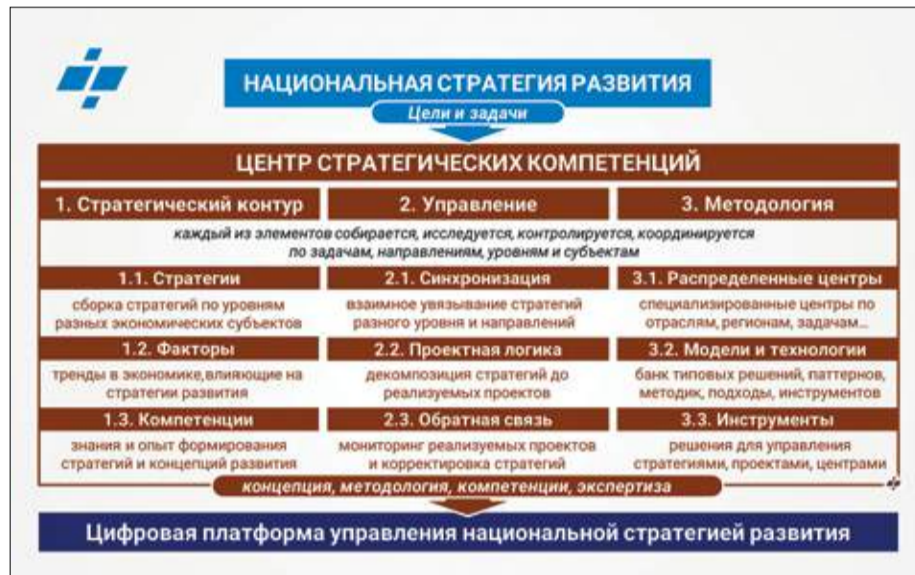 НАЦИОНАЛЬНАЯ СТРАТЕГИЯ РАЗВИТИЯ
Цели и задачи
ЦЕНТР СТРАТЕГИЧЕСКИХ КОМПЕТЕНЦИЙ
1. Стратегический контур
2. Управление
3. Методология
каждый из элементов собирается, исследуется, контролируется, координируется
по задачам, направлениям, уровням и субъектам
1.1. Стратегии
сборка стратегий по уровням
разных экономических субъектов
2.1. Синхронизация
взаимное увязывание стратегий
разного уровня и направлений
3.1. Распределенные центры
специализированные центры по
отраслям, регионам, задачам...
1.2. Факторы
тренды в экономике,влияющие на
стратегии развития
2.2. Проектная логика
декомпозиция стратегий до
реализуемых проектов
3.2. Модели и технологии
банк типовых решений, паттернов,
методик, подходы, инструментов
1.3. Компетенции
знания и опыт формирования
стратегий и концепций развития
2.3. Обратная связь
мониторинг реализуемых проектов
и корректировка стратегий
3.3. Инструменты
решения для управления
стратегиями, проектами, центрами
концепция, методология, компетенции, экспертиза
Цифровая платформа управления национальной стратегией развития